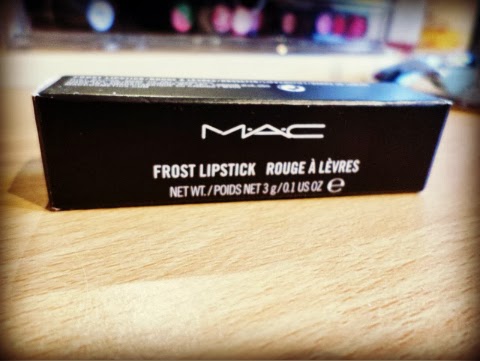 M·A·C
FROST LIPSTICK ROUGE À LÈVRES
NET WT./POIDS NET 3 g/0.1 US OZ ℮